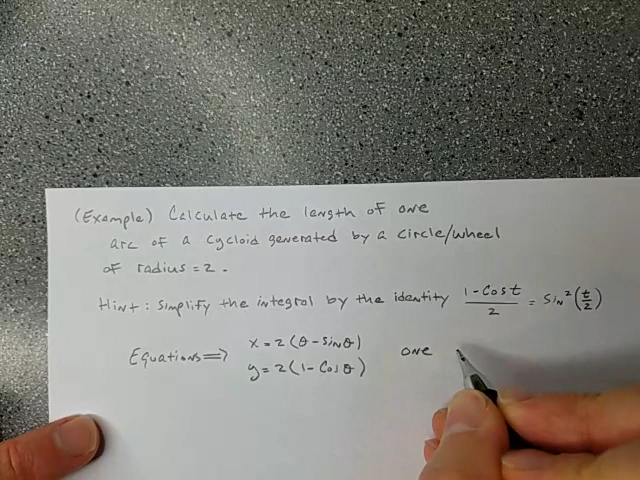 (Example) Calculate the length of one
arc of a cycloid generated by a circle/wheel
of radius = 2.
Hint: Simplify the integral by the identity (1 - Cos t)/2 = Sin²(t/2)
Equations ⟹ x = 2(θ - Sinθ) one
y = 2(1 - Cosθ)